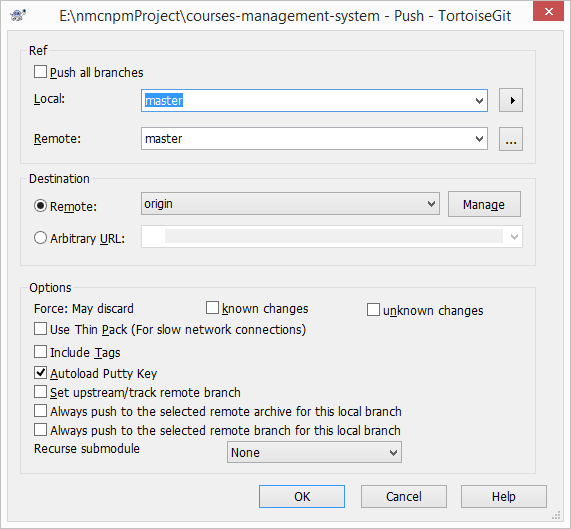 E:\nmcnpmProject\courses-management-system - Push - TortoiseGit
Ref
Push all branches
Local: master
Remote: master ...
Destination
Remote: origin Manage
Arbitrary URL:
Options
Force: May discard known changes unknown changes
Use Thin Pack (For slow network connections)
Include Tags
Autoload Putty Key
Set upstream/track remote branch
Always push to the selected remote archive for this local branch
Always push to the selected remote branch for this local branch
Recurse submodule None
OK Cancel Help